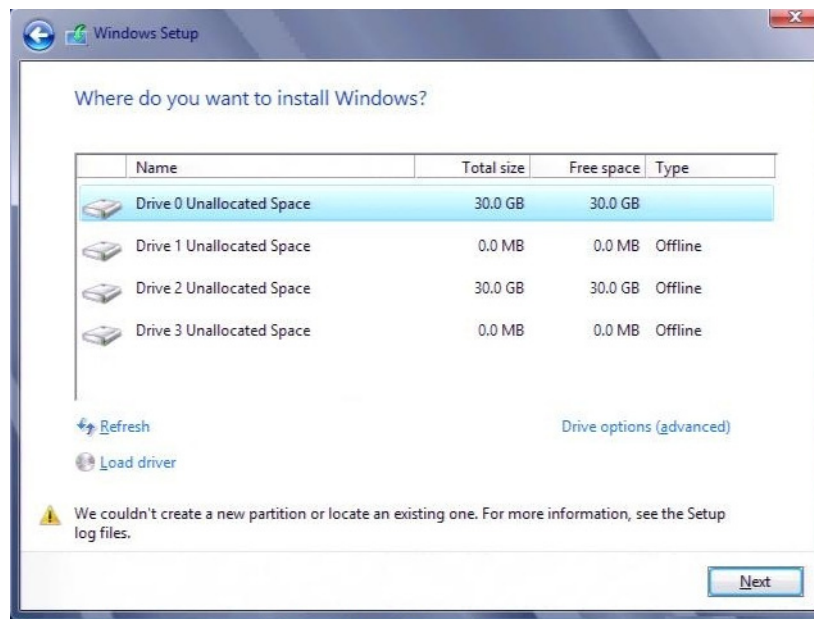 Windows Setup
Where do you want to install Windows?
Name Total size Free space Type
Drive 0 Unallocated Space 30.0 GB 30.0 GB
Drive 1 Unallocated Space 0.0 MB 0.0 MB Offline
Drive 2 Unallocated Space 30.0 GB 30.0 GB Offline
Drive 3 Unallocated Space 0.0 MB 0.0 MB Offline
Refresh Drive options (advanced)
Load driver
We couldn't create a new partition or locate an existing one. For more information, see the Setup
log files.
Next